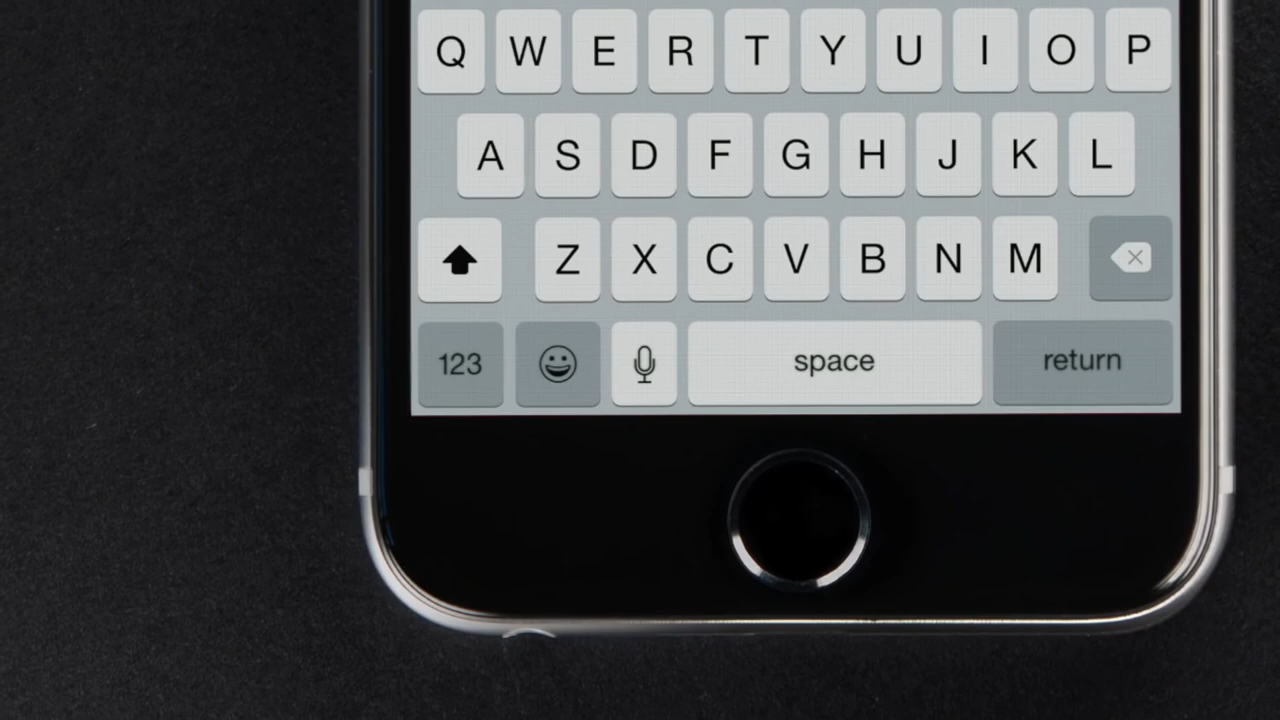 Q W E R T Y U I O P
A S D F G H J K L
Z X C V B N M
123 space return